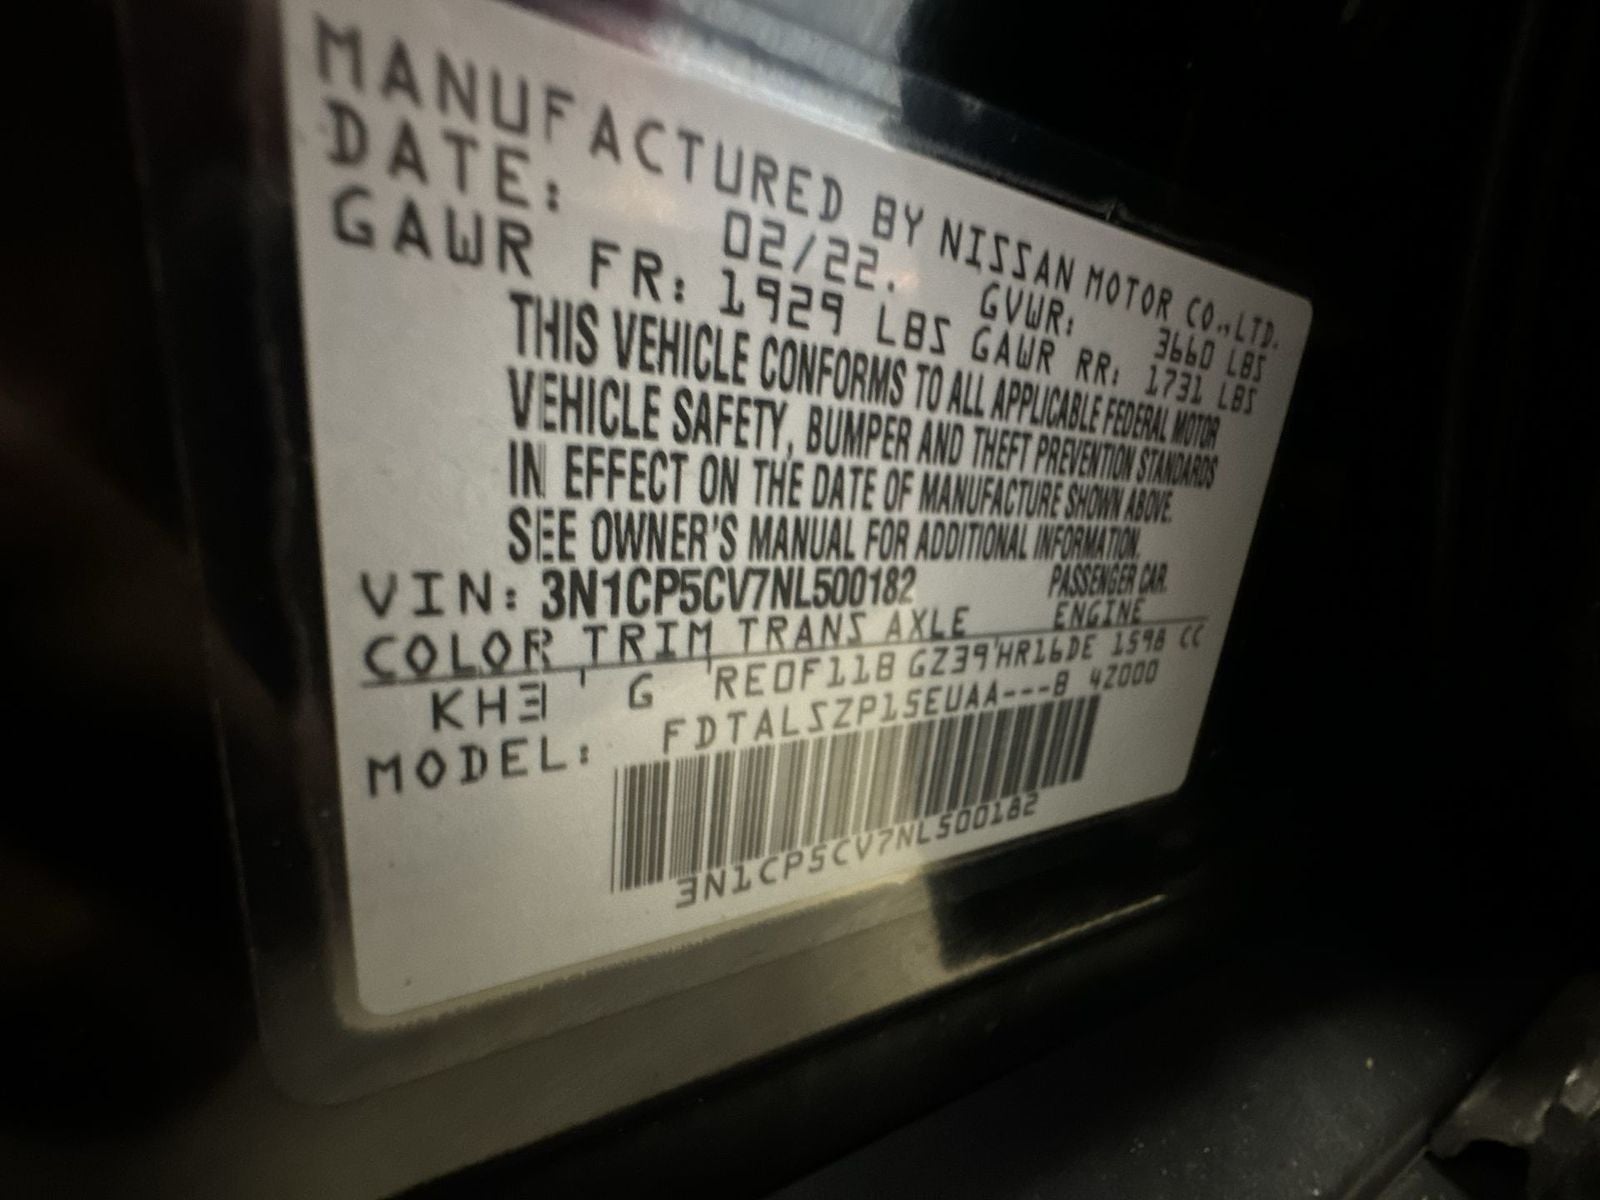 MANUFACTURED BY NISSAN MOTOR CO.,LTD.
DATE: 02/22. GVWR: 3660 LBS
GAWR FR: 1929 LBS GAWR RR: 1731 LBS
THIS VEHICLE CONFORMS TO ALL APPLICABLE FEDERAL MOTOR
VEHICLE SAFETY, BUMPER AND THEFT PREVENTION STANDARDS
IN EFFECT ON THE DATE OF MANUFACTURE SHOWN ABOVE.
SEE OWNER'S MANUAL FOR ADDITIONAL INFORMATION.
VIN: 3N1CP5CV7NL500182 PASSENGER CAR.
COLOR TRIM TRANS AXLE ENGINE
KH3 G RE0F11B GZ39 HR16DE 1598 CC
MODEL: FDTALSZP15EUAA---B 42000
3N1CP5CV7NL500182